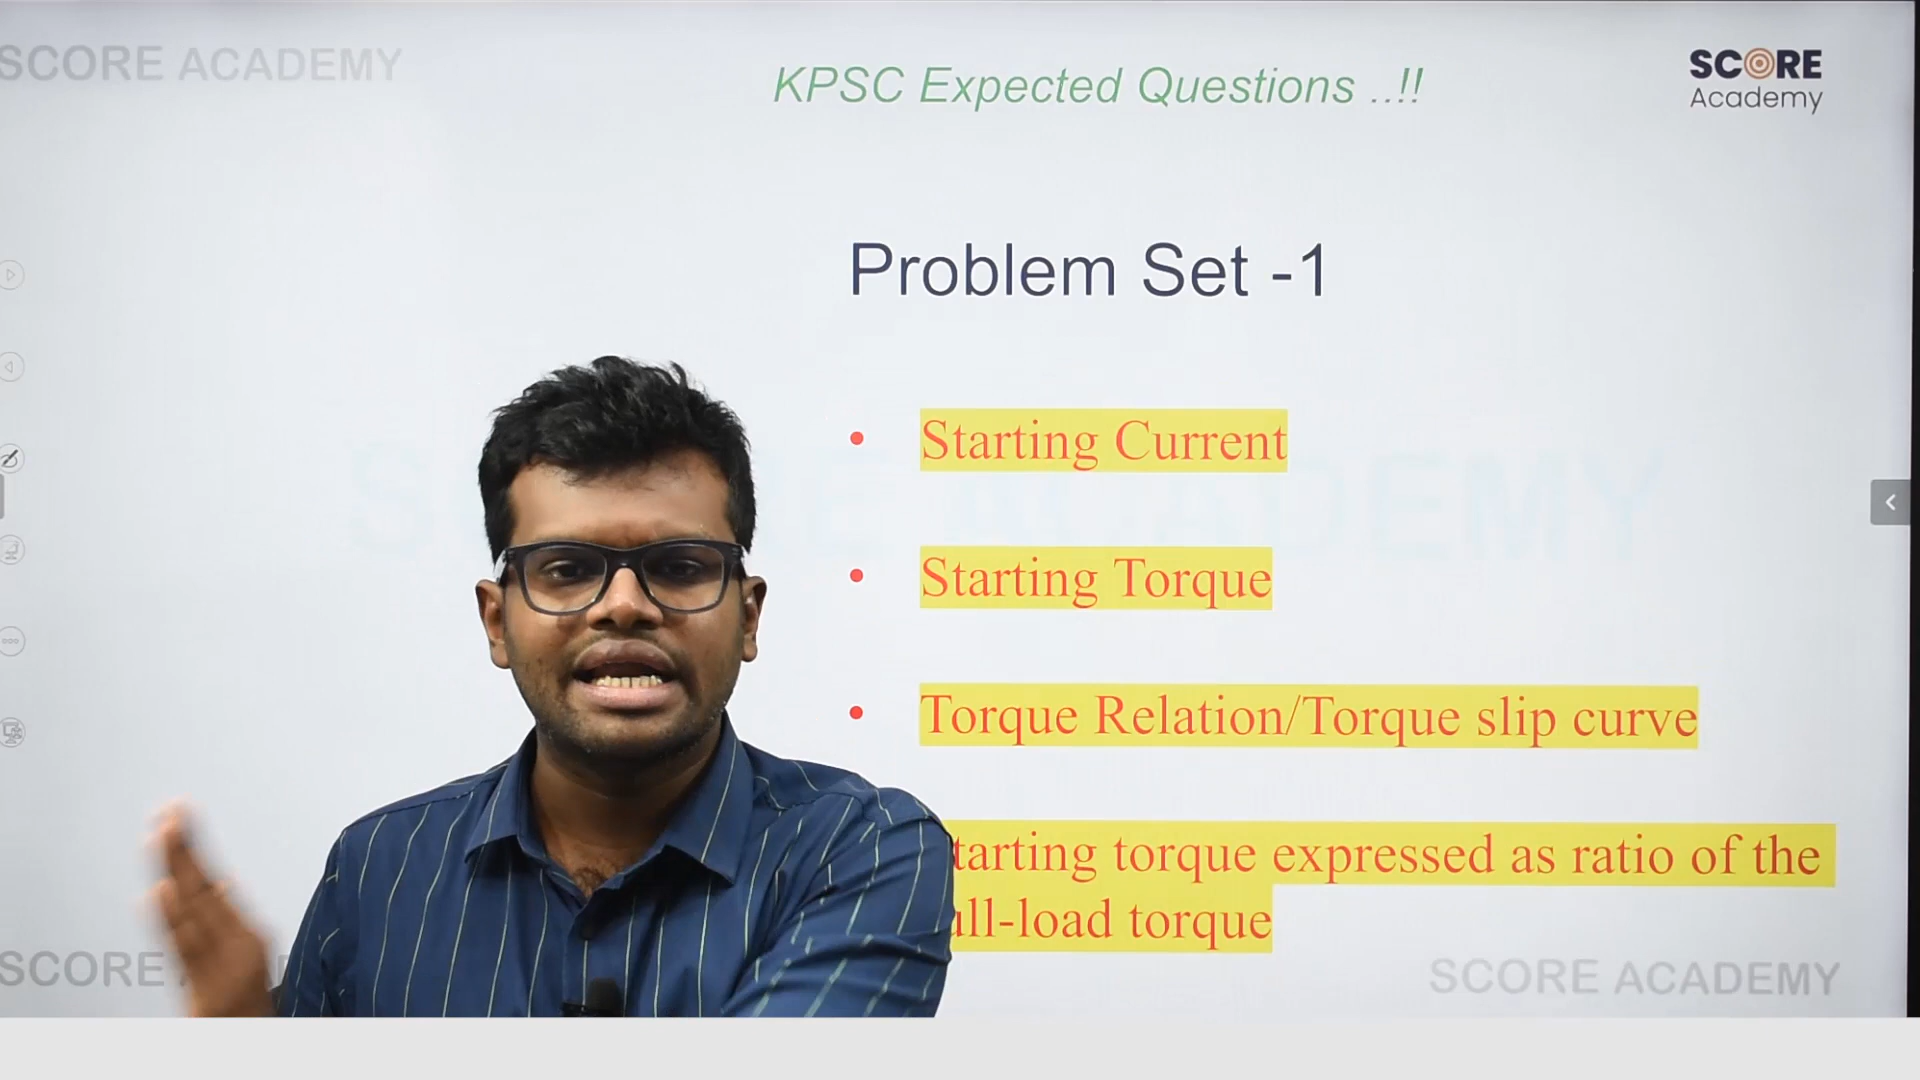 SCORE ACADEMY
KPSC Expected Questions ..!!
SCORE
Academy
Problem Set -1
• Starting Current
• Starting Torque
• Torque Relation/Torque slip curve
tarting torque expressed as ratio of the
ull-load torque
SCORE
SCORE ACADEMY